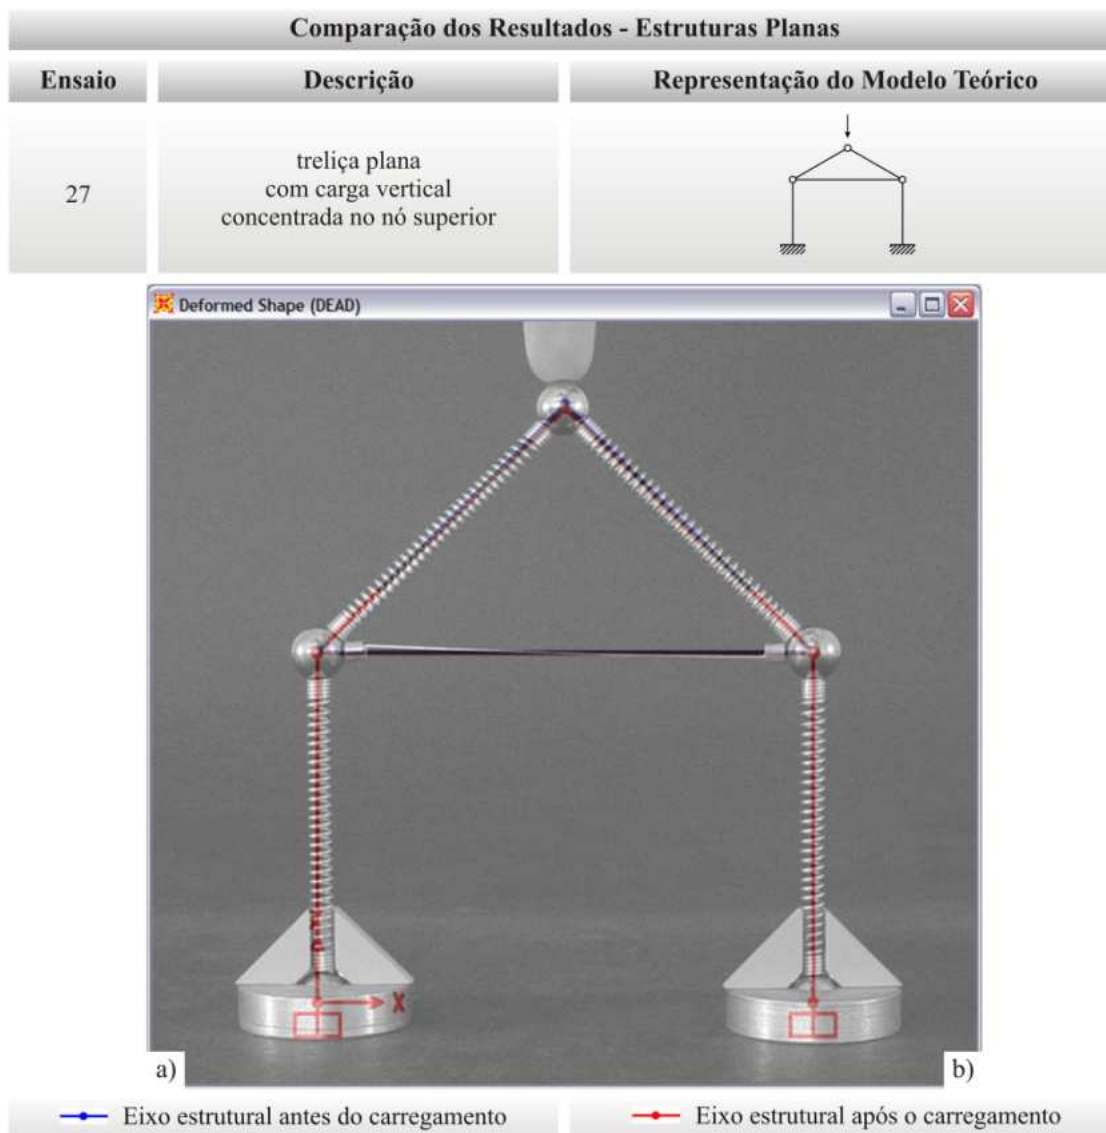 Comparação dos Resultados - Estruturas Planas
Ensaio
Descrição
Representação do Modelo Teórico
27
treliça plana
com carga vertical
concentrada no nó superior
Deformed Shape (DEAD)
X
a)
b)
Eixo estrutural antes do carregamento
Eixo estrutural após o carregamento